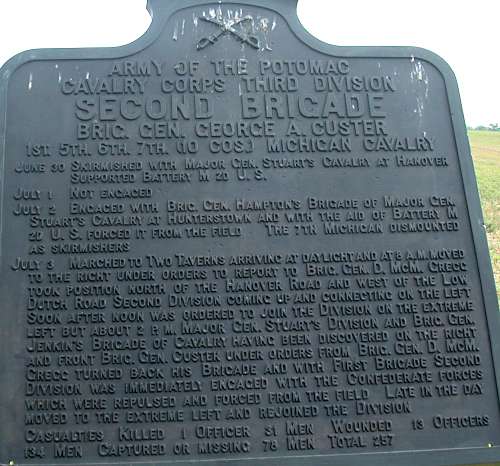 ARMY OF THE POTOMAC
CAVALRY CORPS THIRD DIVISION
SECOND BRIGADE
BRIG. GEN. GEORGE A. CUSTER
1ST. 5TH. 6TH. 7TH. (10 COS.) MICHIGAN CAVALRY
JUNE 30 SKIRMISHED WITH MAJOR GEN. STUART'S CAVALRY AT HANOVER
SUPPORTED BATTERY M 2D U. S.
JULY 1 NOT ENGAGED
JULY 2 ENGAGED WITH BRIG. GEN. HAMPTON'S BRIGADE OF MAJOR GEN.
STUART'S CAVALRY AT HUNTERSTOWN AND WITH THE AID OF BATTERY M
2D U. S. FORCED IT FROM THE FIELD THE 7TH MICHIGAN DISMOUNTED
AS SKIRMISHERS
JULY 3 MARCHED TO TWO TAVERNS ARRIVING AT DAYLIGHT AND AT 8 A.M. MOVED
TO THE RIGHT UNDER ORDERS TO REPORT TO BRIG. GEN. D. MCM. GREGG
TOOK POSITION NORTH OF THE HANOVER ROAD AND WEST OF THE LOW
DUTCH ROAD SECOND DIVISION COMING UP AND CONNECTING ON THE LEFT
SOON AFTER NOON WAS ORDERED TO JOIN THE DIVISION ON THE EXTREME
LEFT BUT ABOUT 2 P.M. MAJOR GEN. STUART'S DIVISION AND BRIG. GEN.
JENKIN'S BRIGADE OF CAVALRY HAVING BEEN DISCOVERED ON THE RIGHT
AND FRONT BRIG. GEN. CUSTER UNDER ORDERS FROM BRIG. GEN. D. MCM.
GREGG TURNED BACK HIS BRIGADE AND WITH FIRST BRIGADE SECOND
DIVISION WAS IMMEDIATELY ENGAGED WITH THE CONFEDERATE FORCES
WHICH WERE REPULSED AND FORCED FROM THE FIELD LATE IN THE DAY
MOVED TO THE EXTREME LEFT AND REJOINED THE DIVISION
CASUALTIES KILLED 1 OFFICER 31 MEN WOUNDED 13 OFFICERS
134 MEN CAPTURED OR MISSING 78 MEN TOTAL 257